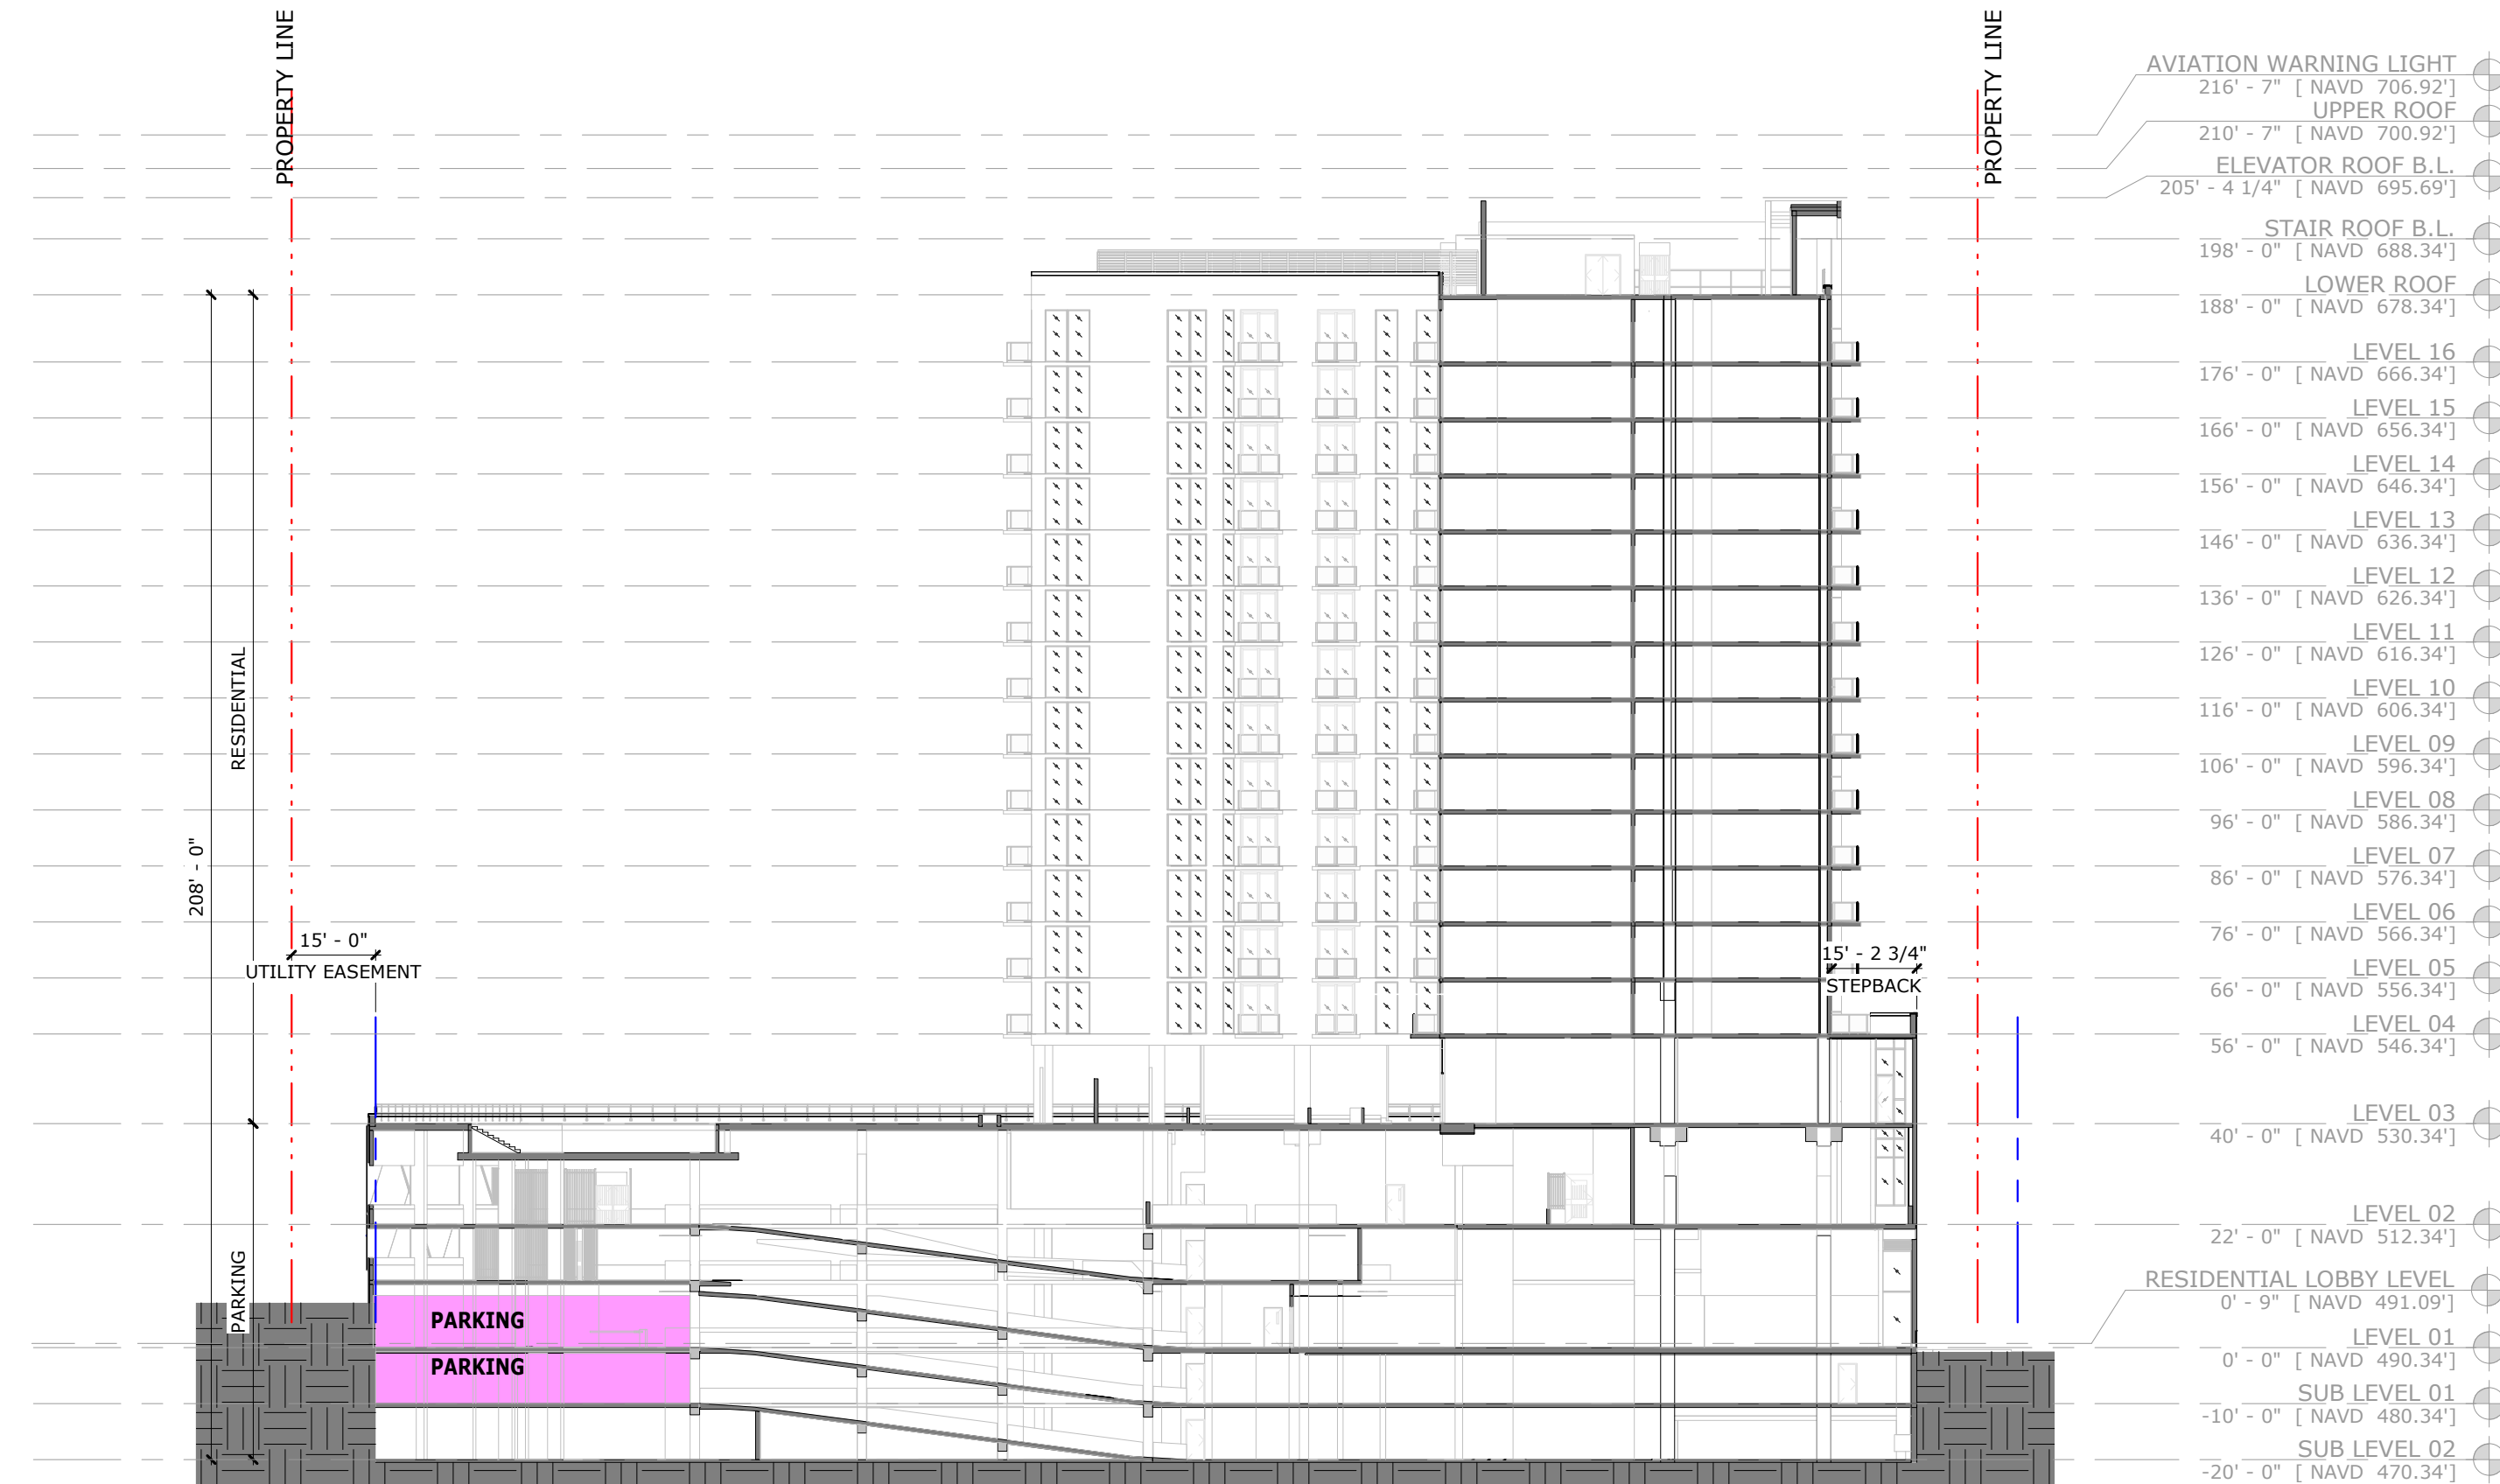 PROPERTY LINE
PROPERTY LINE
AVIATION WARNING LIGHT
216' - 7" [ NAVD 706.92']
UPPER ROOF
210' - 7" [ NAVD 700.92']
ELEVATOR ROOF B.L.
205' - 4 1/4" [ NAVD 695.69']
STAIR ROOF B.L.
198' - 0" [ NAVD 688.34']
LOWER ROOF
188' - 0" [ NAVD 678.34']
LEVEL 16
176' - 0" [ NAVD 666.34']
LEVEL 15
166' - 0" [ NAVD 656.34']
LEVEL 14
156' - 0" [ NAVD 646.34']
LEVEL 13
146' - 0" [ NAVD 636.34']
LEVEL 12
136' - 0" [ NAVD 626.34']
LEVEL 11
126' - 0" [ NAVD 616.34']
LEVEL 10
116' - 0" [ NAVD 606.34']
LEVEL 09
106' - 0" [ NAVD 596.34']
LEVEL 08
96' - 0" [ NAVD 586.34']
LEVEL 07
86' - 0" [ NAVD 576.34']
LEVEL 06
76' - 0" [ NAVD 566.34']
LEVEL 05
66' - 0" [ NAVD 556.34']
LEVEL 04
56' - 0" [ NAVD 546.34']
LEVEL 03
40' - 0" [ NAVD 530.34']
LEVEL 02
22' - 0" [ NAVD 512.34']
RESIDENTIAL LOBBY LEVEL
0' - 9" [ NAVD 491.09']
LEVEL 01
0' - 0" [ NAVD 490.34']
SUB LEVEL 01
-10' - 0" [ NAVD 480.34']
SUB LEVEL 02
-20' - 0" [ NAVD 470.34']
RESIDENTIAL
208' - 0"
15' - 0"
UTILITY EASEMENT
15' - 2 3/4"
STEPBACK
PARKING
PARKING
PARKING